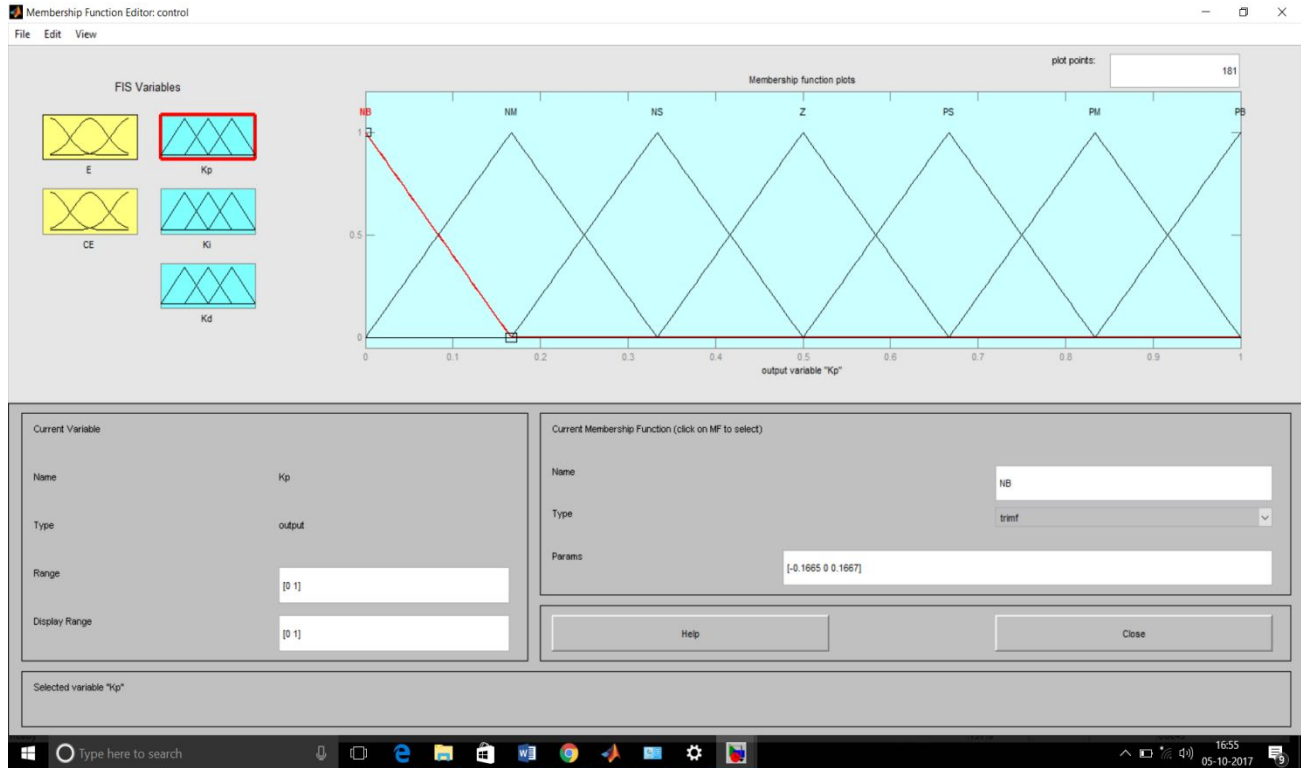 Membership Function Editor: control
File Edit View
FIS Variables
E
Kp
CE
Ki
Kd
plot points:
181
Membership function plots
NB NM NS Z PS PM PB
1
0.5
0
0 0.1 0.2 0.3 0.4 0.5 0.6 0.7 0.8 0.9 1
output variable "Kp"
Current Variable
Name Kp
Type output
Range [0 1]
Display Range [0 1]
Current Membership Function (click on MF to select)
Name NB
Type trimf
Params [-0.1665 0 0.1667]
Help Close
Selected variable "Kp"
Type here to search
16:55
05-10-2017